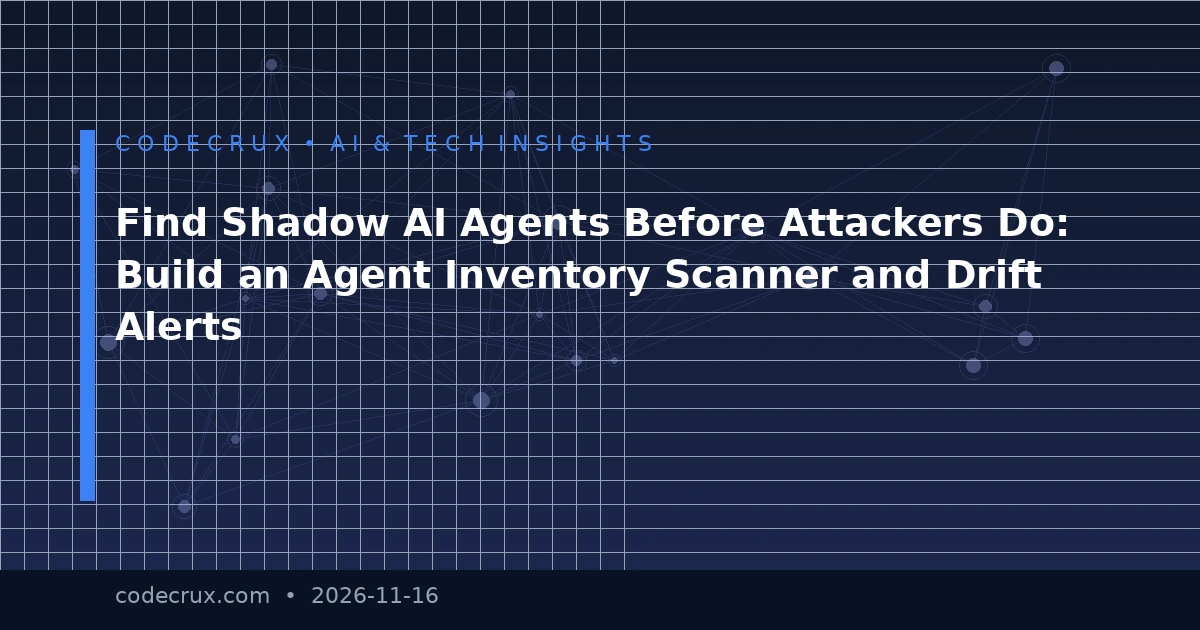 CODECRUX • AI & TECH INSIGHTS
Find Shadow AI Agents Before Attackers Do:
Build an Agent Inventory Scanner and Drift
Alerts
codecrux.com • 2026-11-16